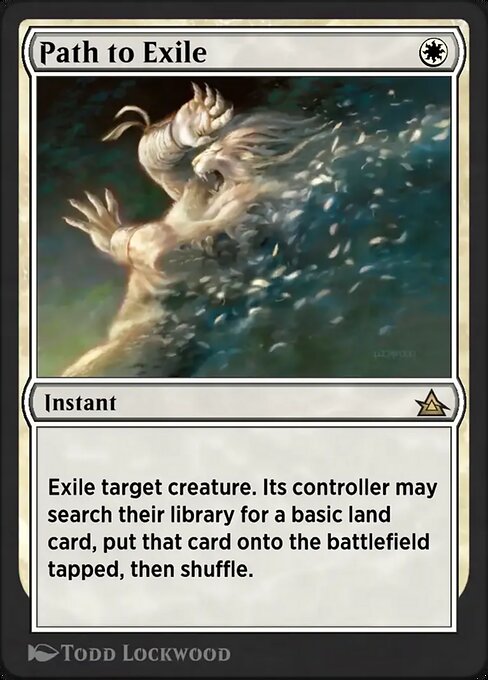 Path to Exile
Instant
Exile target creature. Its controller may
search their library for a basic land
card, put that card onto the battlefield
tapped, then shuffle.
Todd Lockwood